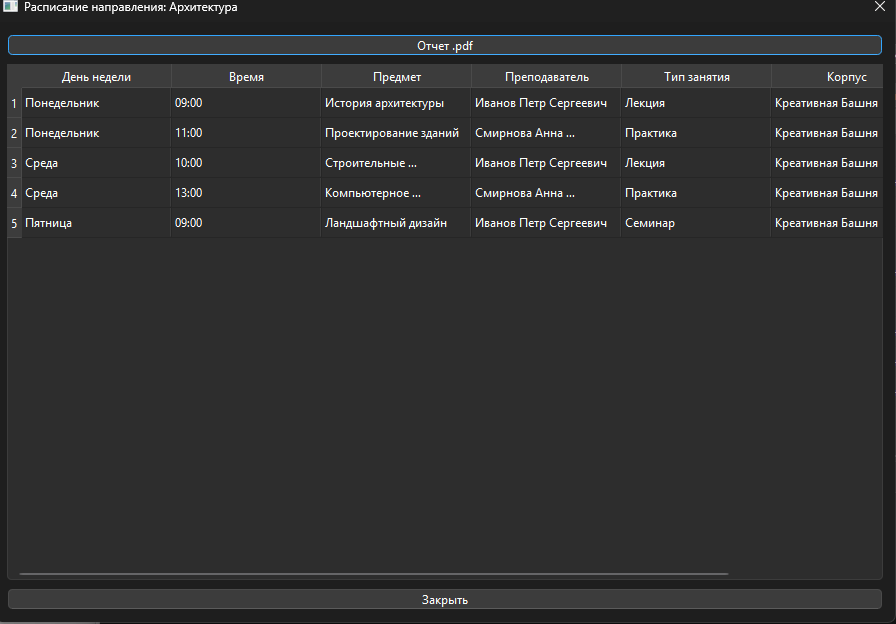 Расписание направления: Архитектура
Отчет .pdf
День недели Время Предмет Преподаватель Тип занятия Корпус
1 Понедельник 09:00 История архитектуры Иванов Петр Сергеевич Лекция Креативная Башня
2 Понедельник 11:00 Проектирование зданий Смирнова Анна ... Практика Креативная Башня
3 Среда 10:00 Строительные ... Иванов Петр Сергеевич Лекция Креативная Башня
4 Среда 13:00 Компьютерное ... Смирнова Анна ... Практика Креативная Башня
5 Пятница 09:00 Ландшафтный дизайн Иванов Петр Сергеевич Семинар Креативная Башня
Закрыть